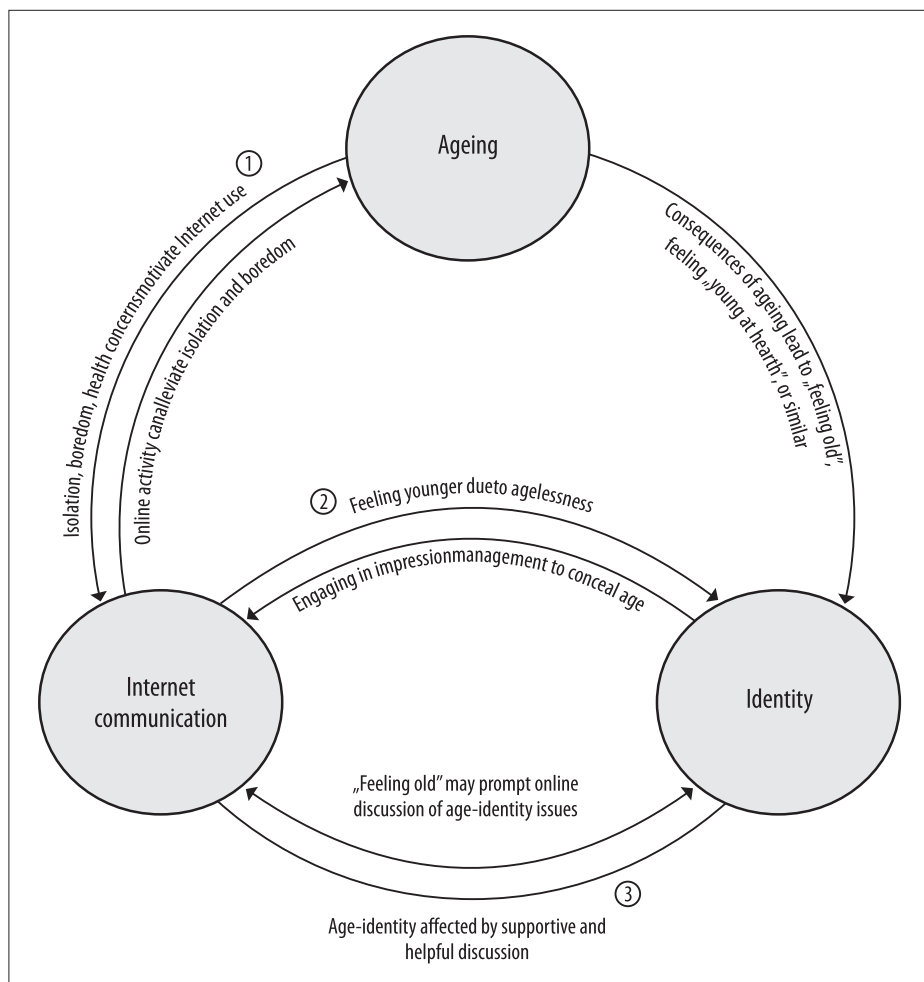 Ageing
①
Isolation, boredom, health concernsmotivate Internet use
Online activity canalleviate isolation and boredom
Consequences of ageing lead to „feeling old”,
feeling „young at hearth”, or similar
② Feeling younger dueto agelessness
Engaging in impressionmanagement to conceal age
Internet
communication
Identity
„Feeling old” may prompt online
discussion of age-identity issues
③
Age-identity affected by supportive and
helpful discussion